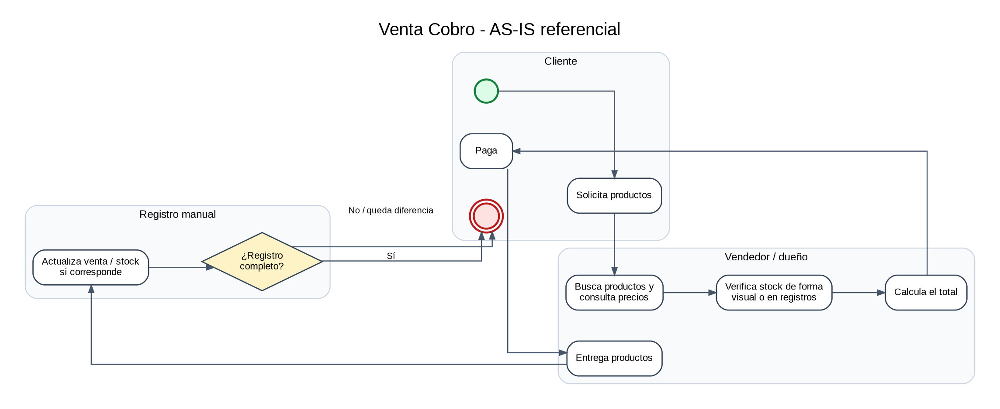 Venta Cobro - AS-IS referencial
Cliente
Paga
Solicita productos
No / queda diferencia
Registro manual
Actualiza venta / stock
si corresponde
¿Registro
completo?
Sí
Vendedor / dueño
Busca productos y
consulta precios
Verifica stock de forma
visual o en registros
Calcula el total
Entrega productos